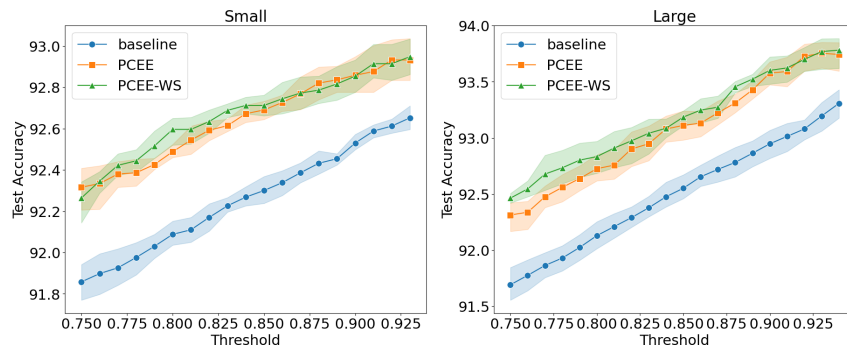 Small
93.0
92.8
92.6
92.4
92.2
92.0
91.8
Test Accuracy
baseline
PCEE
PCEE-WS
0.750 0.775 0.800 0.825 0.850 0.875 0.900 0.925
Threshold
Large
94.0
93.5
93.0
92.5
92.0
91.5
Test Accuracy
baseline
PCEE
PCEE-WS
0.750 0.775 0.800 0.825 0.850 0.875 0.900 0.925
Threshold